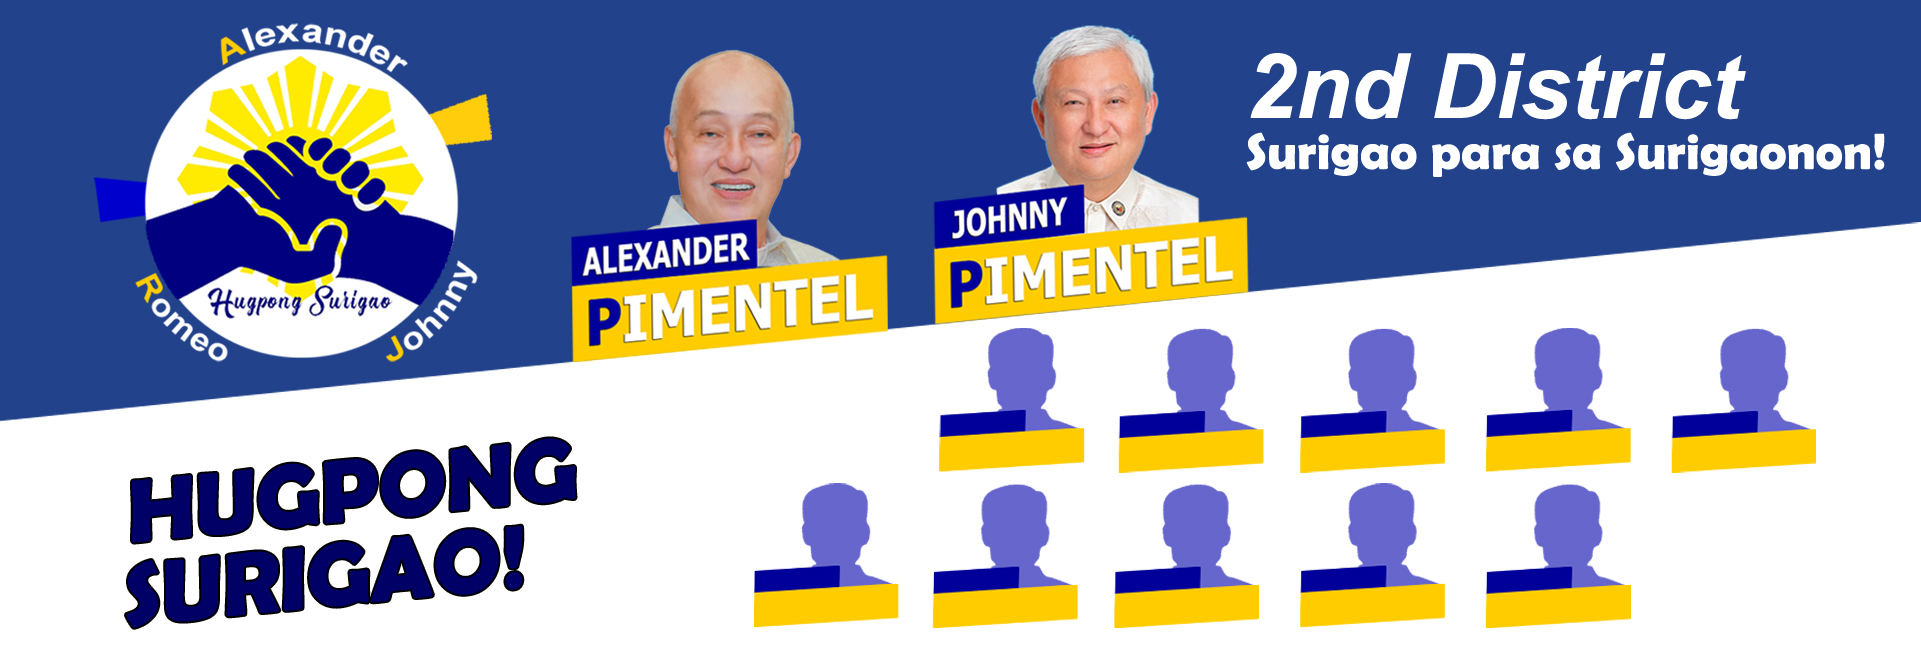 Alexander
Romeo
Johnny
Hugpong Surigao
ALEXANDER
PIMENTEL
JOHNNY
PIMENTEL
2nd District
Surigao para sa Surigaonon!
HUGPONG
SURIGAO!